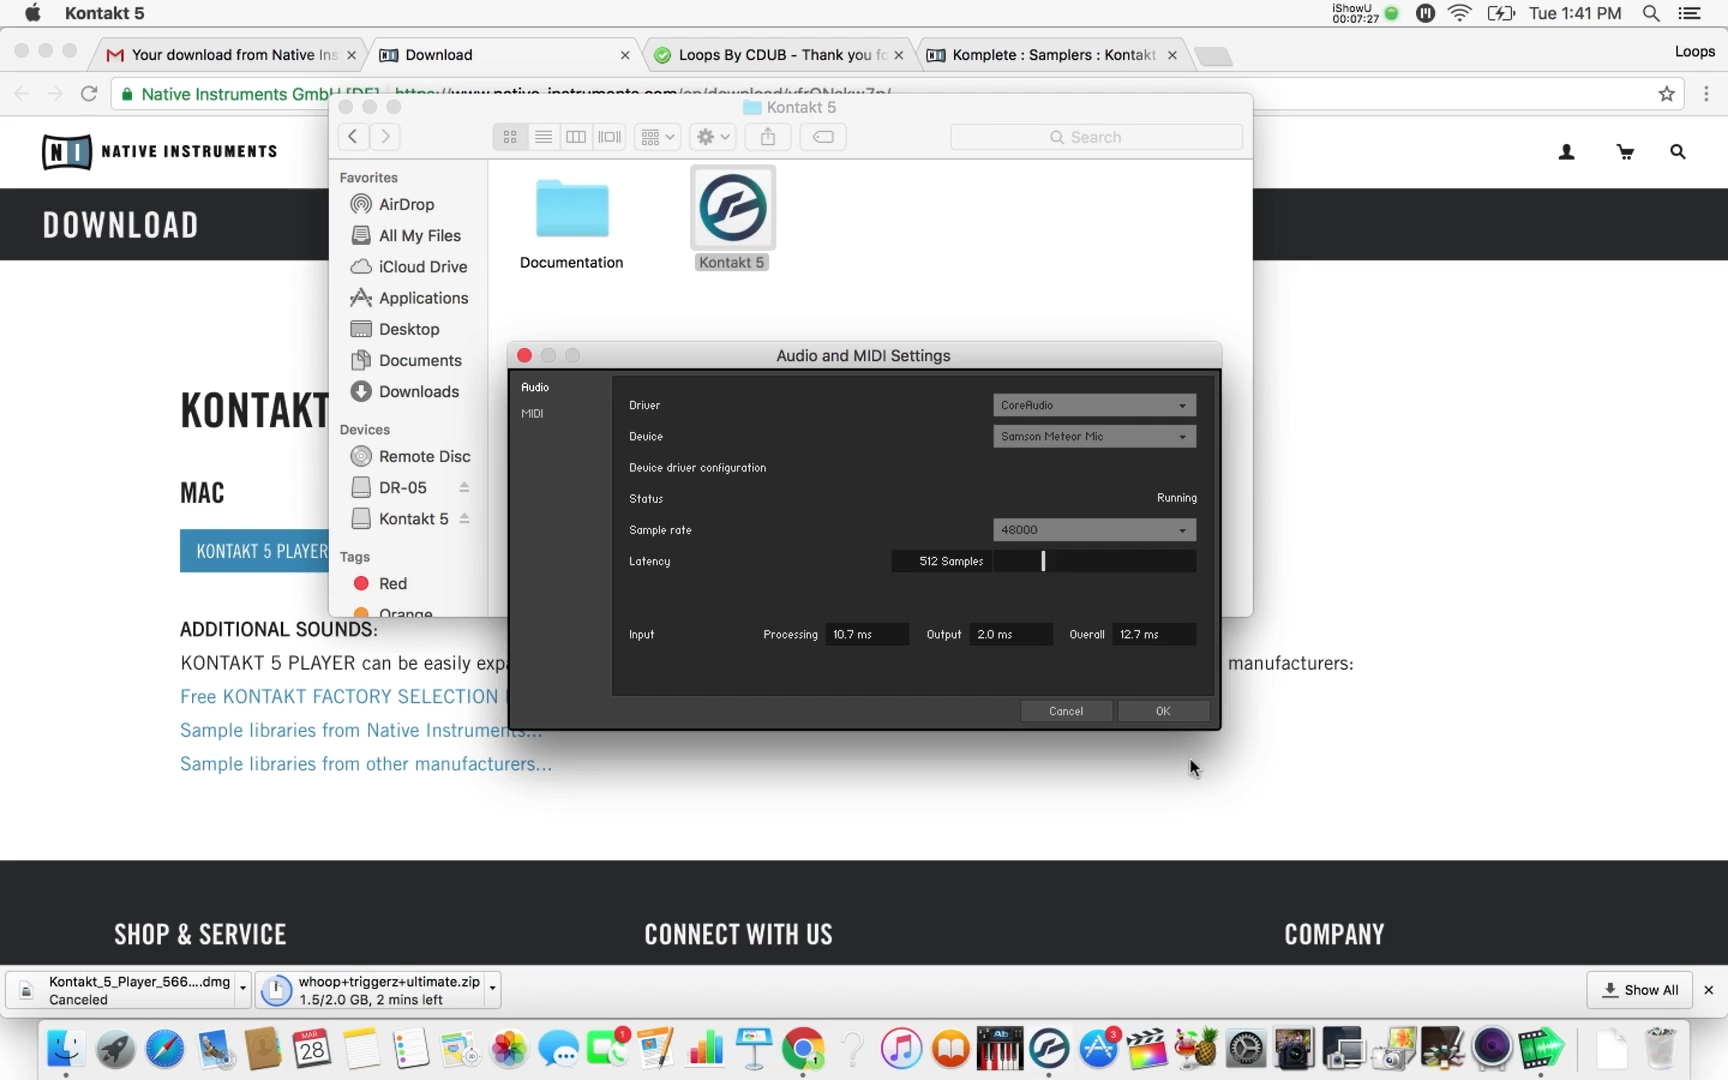 Kontakt 5
iShowU
00:07:27
Tue 1:41 PM
Your download from Native Ins
Download
Loops By CDUB - Thank you fo
Komplete : Samplers : Kontakt
Loops
Native Instruments GmbH [DE]
NI NATIVE INSTRUMENTS
DOWNLOAD
Kontakt 5
Search
Favorites
AirDrop
All My Files
iCloud Drive
Applications
Desktop
Documents
Downloads
Devices
Remote Disc
DR-05
Kontakt 5
Tags
Red
Orange
Documentation
Kontakt 5
Audio and MIDI Settings
Audio
MIDI
Driver
CoreAudio
Device
Samson Meteor Mic
Device driver configuration
Status
Running
Sample rate
48000
Latency
512 Samples
Input
Processing
10.7 ms
Output
2.0 ms
Overall
12.7 ms
Cancel
OK
KONTAKT
MAC
KONTAKT 5 PLAYER
ADDITIONAL SOUNDS:
KONTAKT 5 PLAYER can be easily
manufacturers:
Free KONTAKT FACTORY SELECTION
Sample libraries from Native Instruments...
Sample libraries from other manufacturers...
SHOP & SERVICE
CONNECT WITH US
COMPANY
Kontakt_5_Player_566....dmg
Canceled
whoop+triggerz+ultimate.zip
1.5/2.0 GB, 2 mins left
Show All
1
MAR
28
1
3